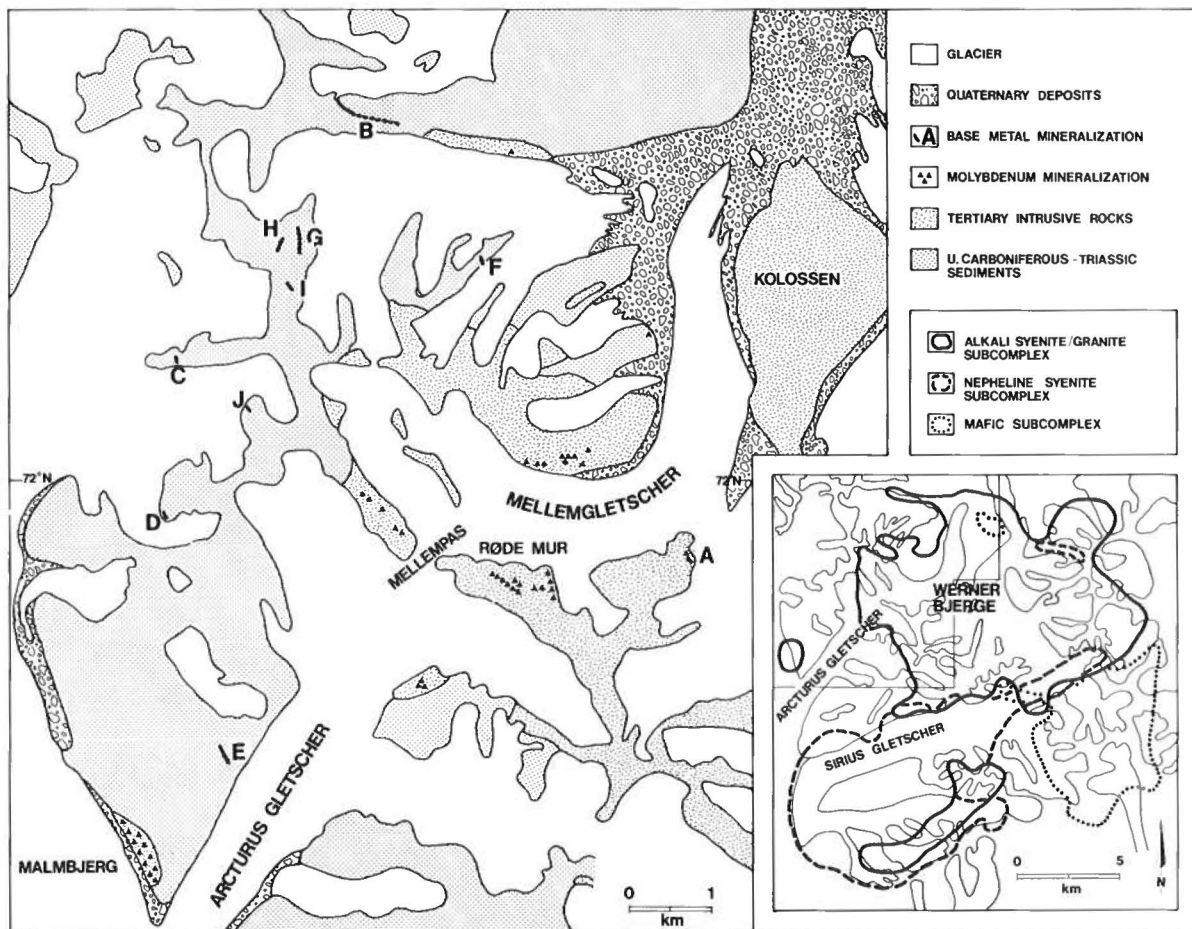 B
H
G
F
I
C
J
72° N
D
E
A
KOLOSSEN
MELLEMGLETSCHER
MELLEMPAS
RØDE MUR
MALMBJERG
ARCTURUS GLETSCHER
0 1
km
GLACIER
QUATERNARY DEPOSITS
A
BASE METAL MINERALIZATION
MOLYBDENUM MINERALIZATION
TERTIARY INTRUSIVE ROCKS
U. CARBONIFEROUS - TRIASSIC
SEDIMENTS
ALKALI SYENITE/GRANITE
SUBCOMPLEX
NEPHELINE SYENITE
SUBCOMPLEX
MAFIC SUBCOMPLEX
72° N
WERNER
BJERGE
ARCTURUS GLETSCHER
SIRIUS GLETSCHER
0 5
km
N